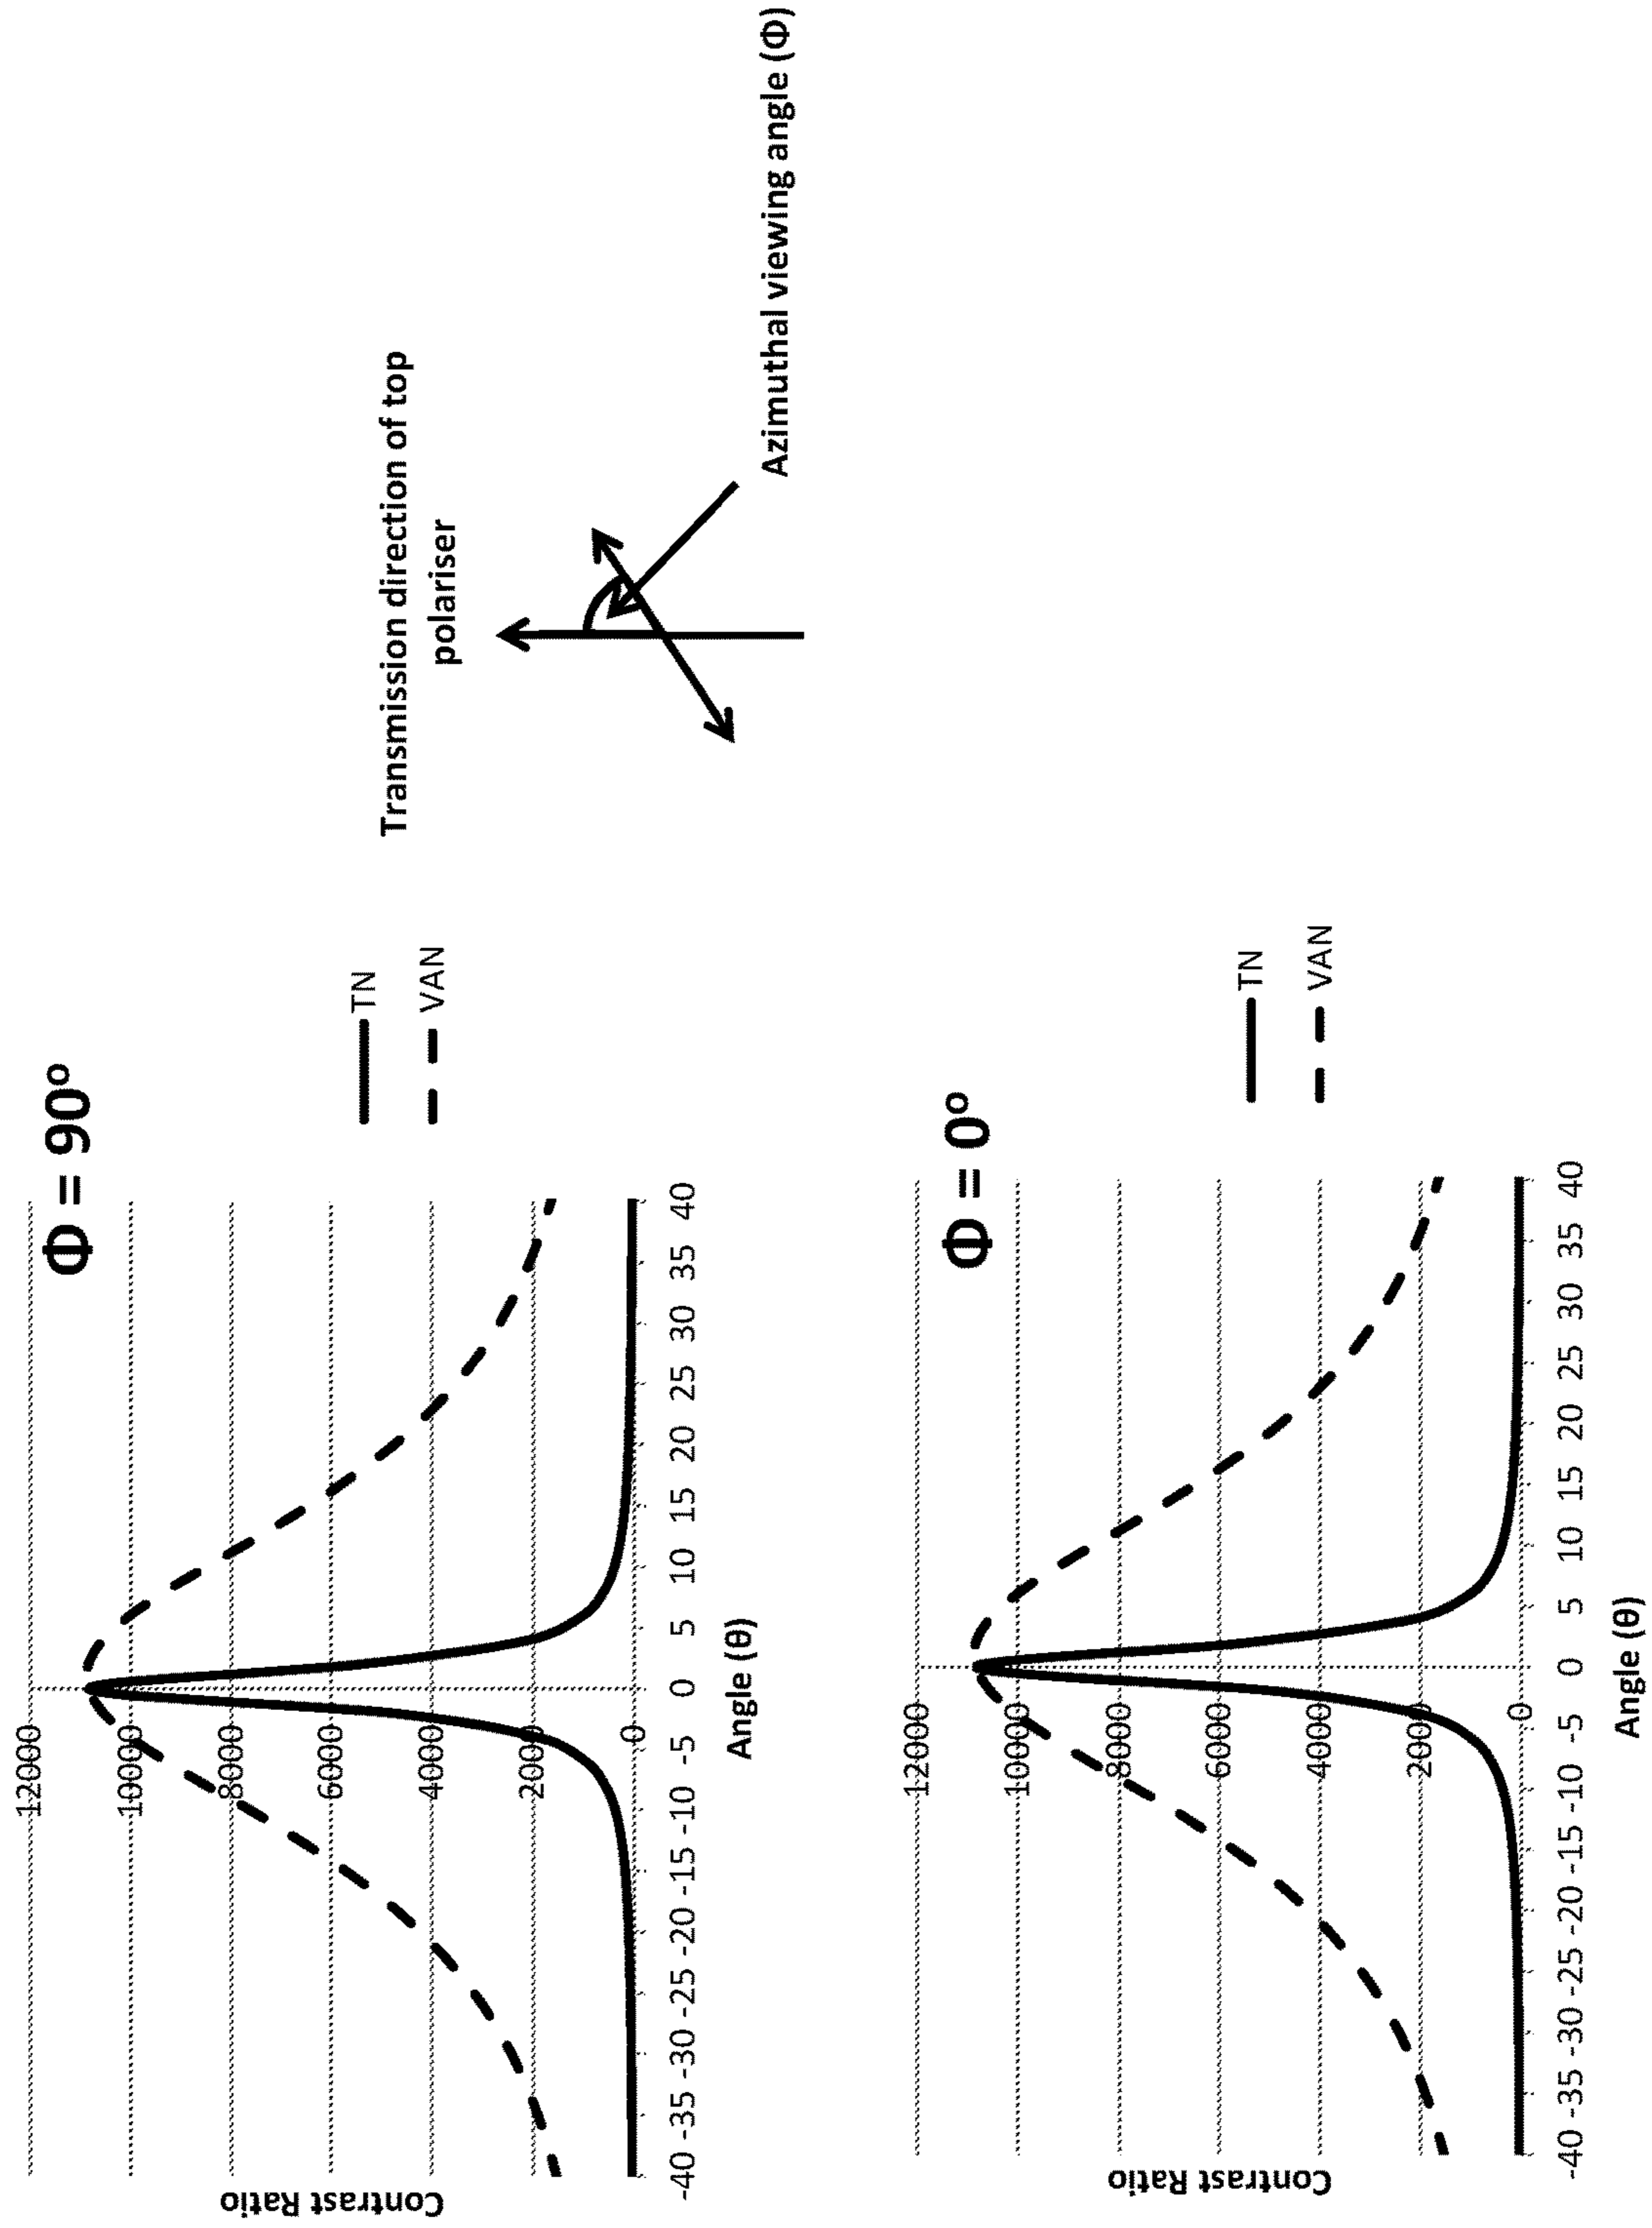 Φ = 90º
12000
10000
8000
6000
4000
2000
0
Contrast Ratio
-40 -35 -30 -25 -20 -15 -10 -5 0 5 10 15 20 25 30 35 40
Angle (θ)
TN
VAN
Transmission direction of top
polariser
Azimuthal viewing angle (Φ)
Φ = 0º
12000
10000
8000
6000
4000
2000
0
Contrast Ratio
-40 -35 -30 -25 -20 -15 -10 -5 0 5 10 15 20 25 30 35 40
Angle (θ)
TN
VAN